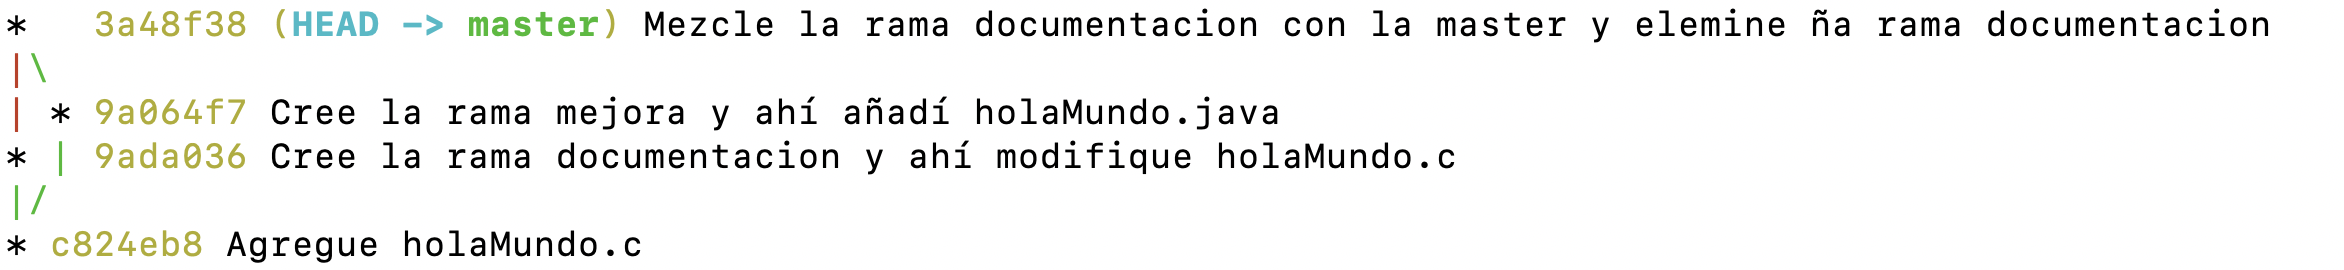 *   3a48f38 (HEAD -> master) Mezcle la rama documentacion con la master y elemine ña rama documentacion
|\
| * 9a064f7 Cree la rama mejora y ahí añadí holaMundo.java
* | 9ada036 Cree la rama documentacion y ahí modifique holaMundo.c
|/
* c824eb8 Agregue holaMundo.c